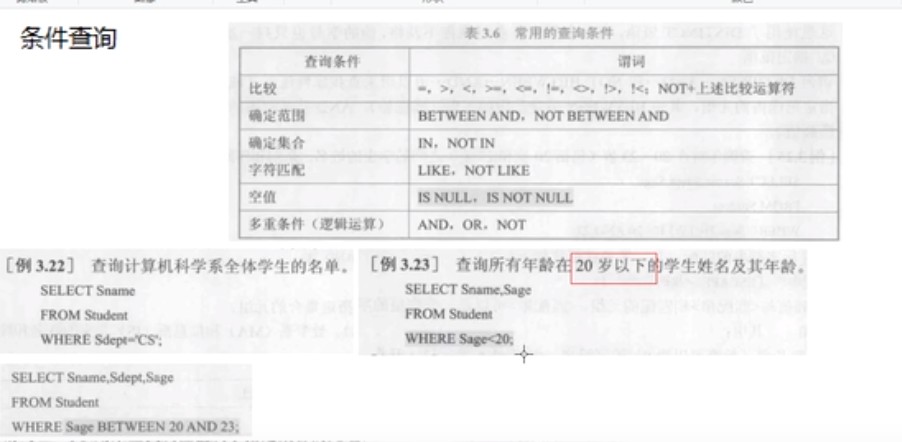 条件查询
表 3.6 常用的查询条件
查询条件 谓词
比较 =，>，<，>=，<=，!=，<>，!>，!<；NOT+上述比较运算符
确定范围 BETWEEN AND，NOT BETWEEN AND
确定集合 IN，NOT IN
字符匹配 LIKE，NOT LIKE
空值 IS NULL，IS NOT NULL
多重条件（逻辑运算） AND，OR，NOT
［例 3.22］ 查询计算机科学系全体学生的名单。
SELECT Sname
FROM Student
WHERE Sdept='CS';
［例 3.23］ 查询所有年龄在 20 岁以下的学生姓名及其年龄。
SELECT Sname,Sage
FROM Student
WHERE Sage<20;
SELECT Sname,Sdept,Sage
FROM Student
WHERE Sage BETWEEN 20 AND 23;